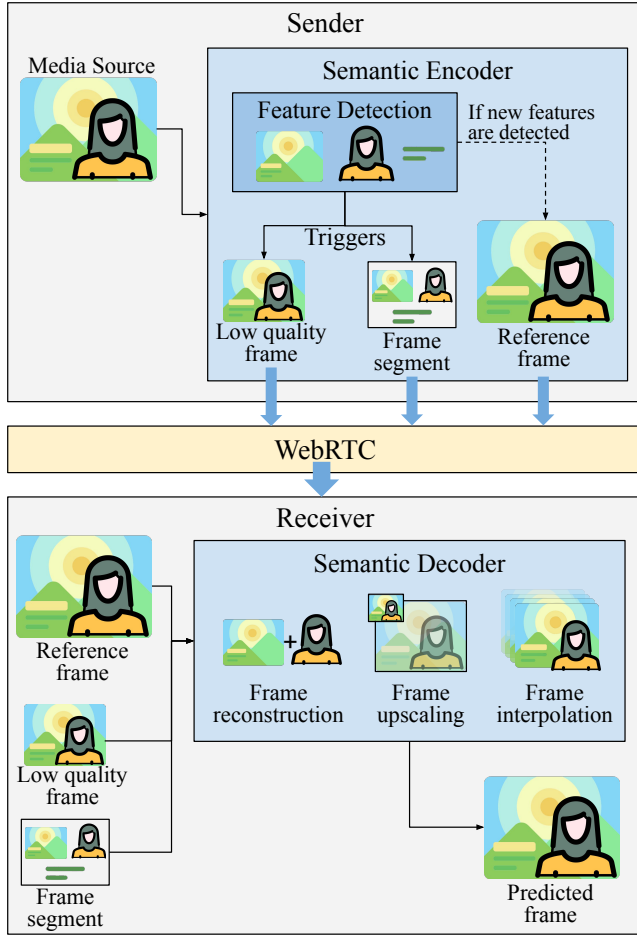 Sender
Media Source
Semantic Encoder
Feature Detection
If new features
are detected
Triggers
Low quality
frame
Frame
segment
Reference
frame
WebRTC
Receiver
Semantic Decoder
Reference
frame
+
Frame
reconstruction
Frame
upscaling
Frame
interpolation
Low quality
frame
Frame
segment
Predicted
frame